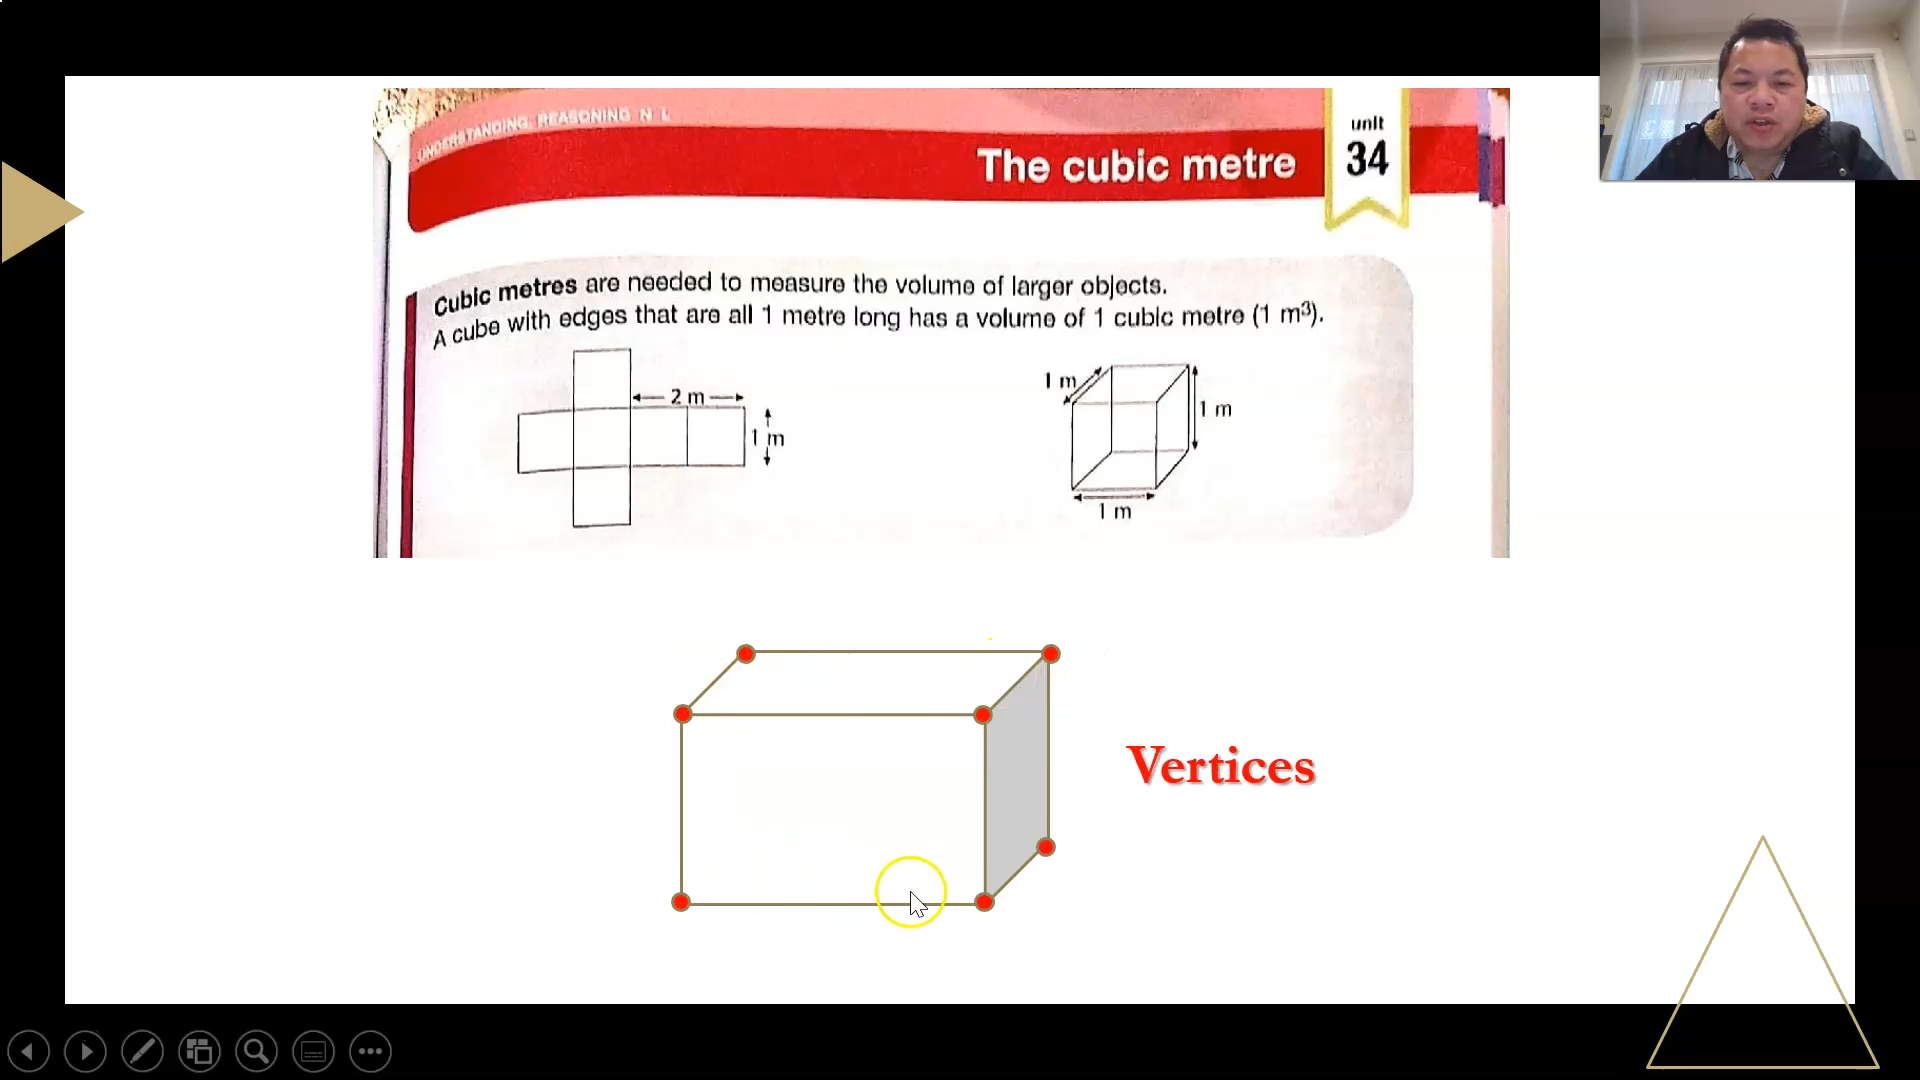 UNDERSTANDING, REASONING N L
The cubic metre
unit
34
Cubic metres are needed to measure the volume of larger objects.
A cube with edges that are all 1 metre long has a volume of 1 cubic metre (1 m³).
2 m
1 m
1 m
1 m
1 m
Vertices